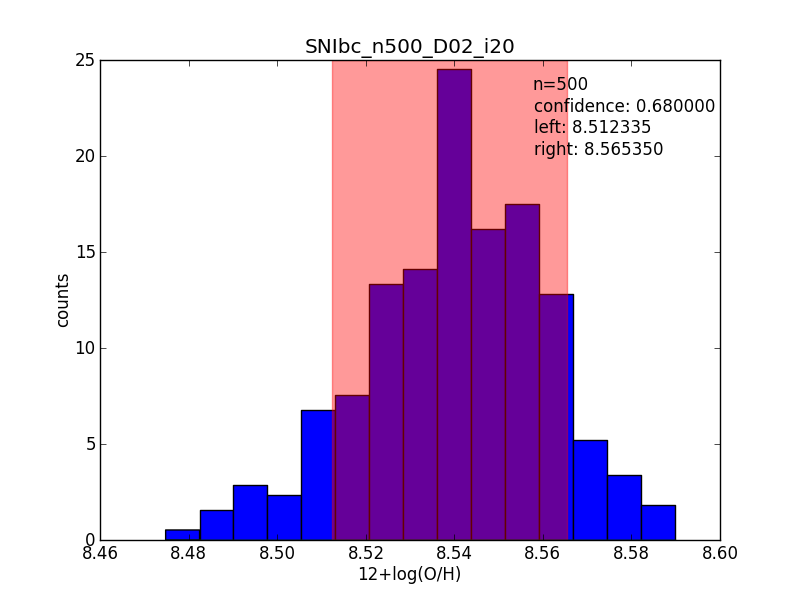 SNIbc_n500_D02_i20
n=500
confidence: 0.680000
left: 8.512335
right: 8.565350
counts
25
20
15
10
5
0
8.46 8.48 8.50 8.52 8.54 8.56 8.58 8.60
12+log(O/H)